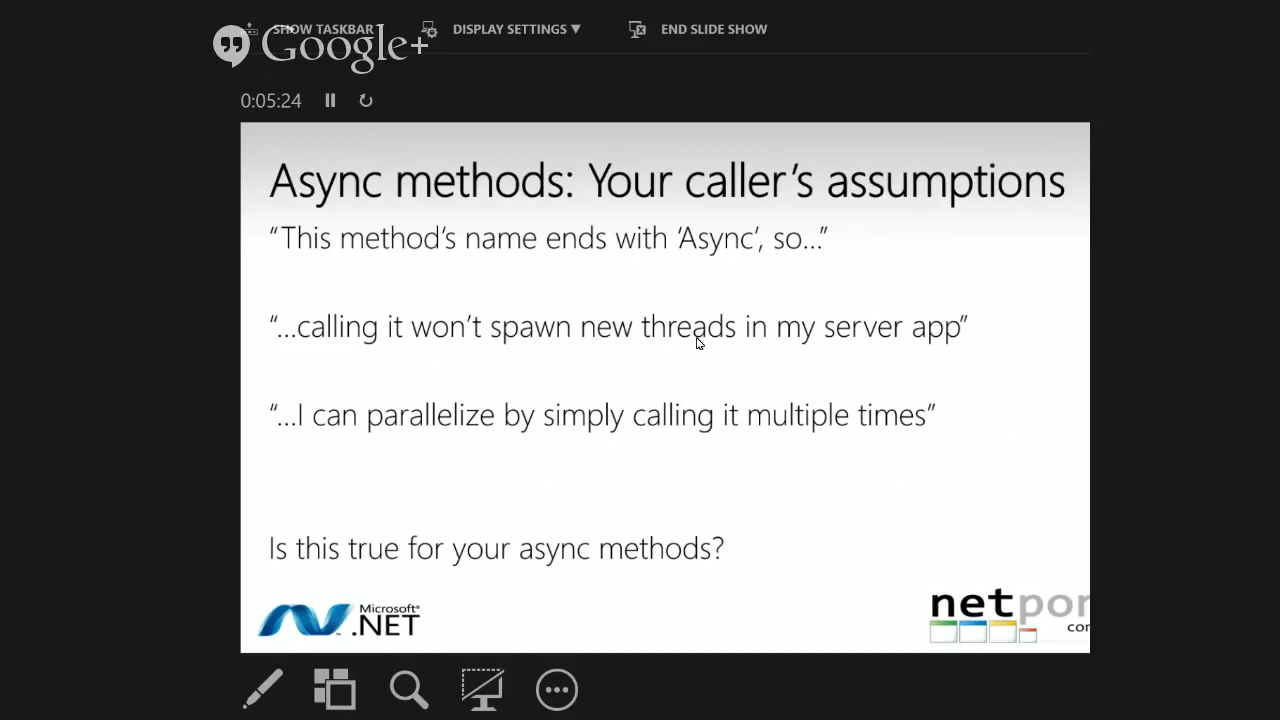 SHOW TASKBAR
DISPLAY SETTINGS ▼
END SLIDE SHOW
Google+
0:05:24
Async methods: Your caller’s assumptions
“This method’s name ends with ‘Async’, so…”
“…calling it won’t spawn new threads in my server app”
“…I can parallelize by simply calling it multiple times”
Is this true for your async methods?
Microsoft®
.NET
netpon
com